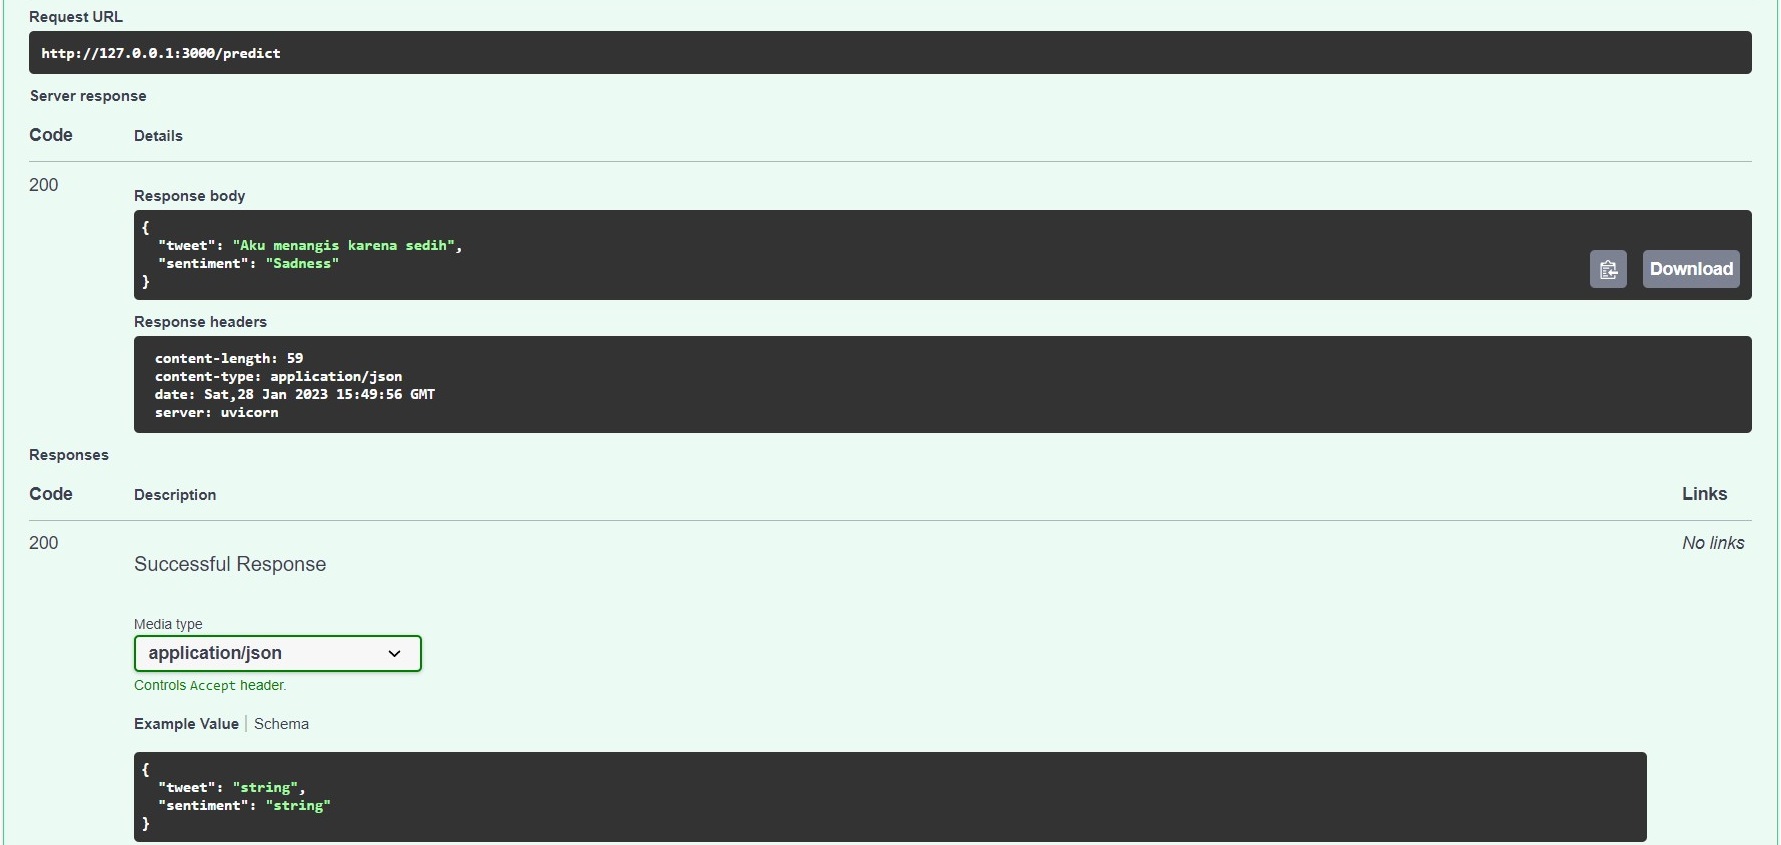 Request URL
http://127.0.0.1:3000/predict
Server response
Code Details
200
Response body
{
"tweet": "Aku menangis karena sedih",
"sentiment": "Sadness"
}
Download
Response headers
content-length: 59
content-type: application/json
date: Sat,28 Jan 2023 15:49:56 GMT
server: uvicorn
Responses
Code Description Links
200 No links
Successful Response
Media type
application/json
Controls Accept header.
Example Value | Schema
{
"tweet": "string",
"sentiment": "string"
}